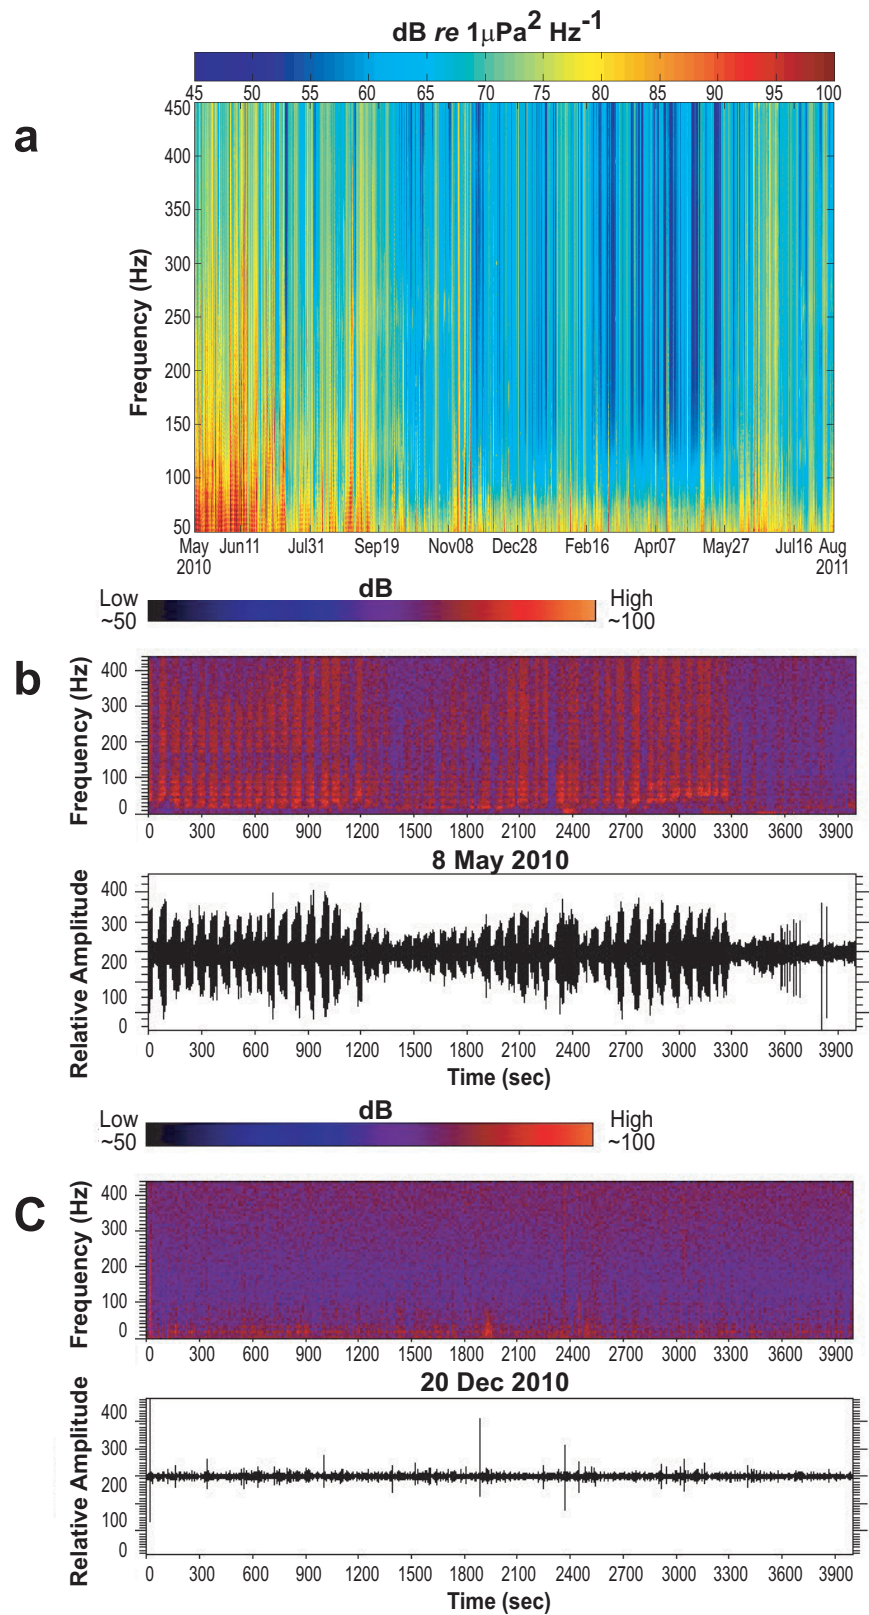 dB re 1μPa² Hz⁻¹
45 50 55 60 65 70 75 80 85 90 95 100
a
Frequency (Hz)
450
400
350
300
250
200
150
100
50
May Jun11 Jul31 Sep19 Nov08 Dec28 Feb16 Apr07 May27 Jul16 Aug
2010 2011
dB
Low High
~50 ~100
b
Frequency (Hz)
400
300
200
100
0
0 300 600 900 1200 1500 1800 2100 2400 2700 3000 3300 3600 3900
8 May 2010
Relative Amplitude
400
300
200
100
0
0 300 600 900 1200 1500 1800 2100 2400 2700 3000 3300 3600 3900
Time (sec)
dB
Low High
~50 ~100
C
Frequency (Hz)
400
300
200
100
0
0 300 600 900 1200 1500 1800 2100 2400 2700 3000 3300 3600 3900
20 Dec 2010
Relative Amplitude
400
300
200
100
0
0 300 600 900 1200 1500 1800 2100 2400 2700 3000 3300 3600 3900
Time (sec)